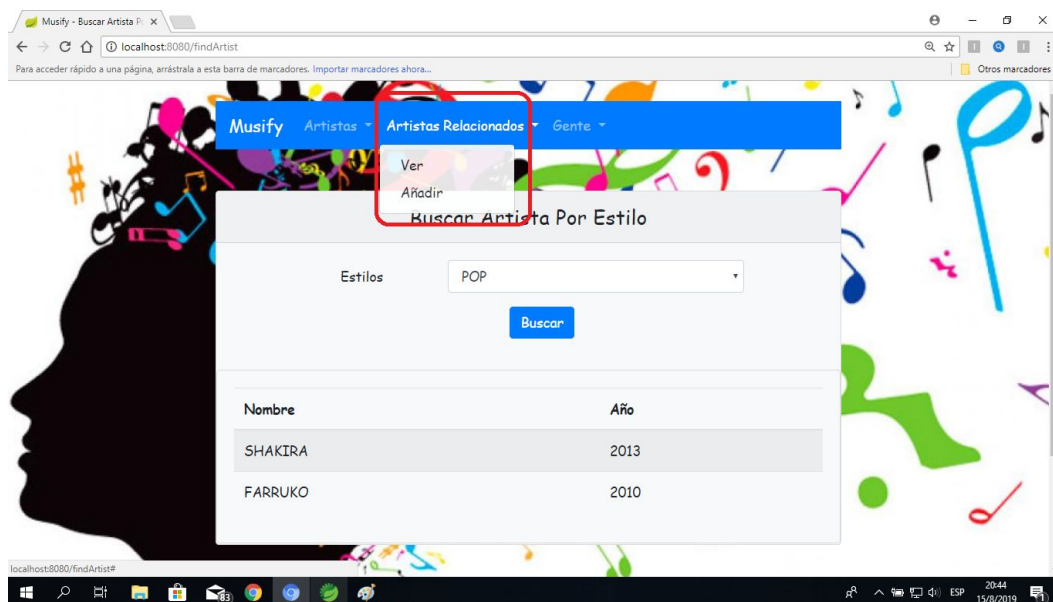 Musify - Buscar Artista P
localhost:8080/findArtist
Para acceder rápido a una página, arrástrala a esta barra de marcadores. Importar marcadores ahora...
Otros marcadores
Musify Artistas Artistas Relacionados Gente
Ver
Añadir
Buscar Artista Por Estilo
Estilos POP
Buscar
Nombre Año
SHAKIRA 2013
FARRUKO 2010
localhost:8080/findArtist#
83
ESP
20:44
15/8/2019
1